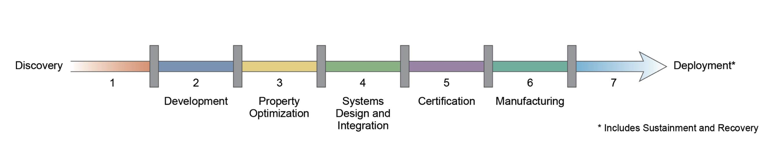 Discovery
Deployment*
1
2
3
4
5
6
7
Development
Property
Optimization
Systems
Design and
Integration
Certification
Manufacturing
* Includes Sustainment and Recovery